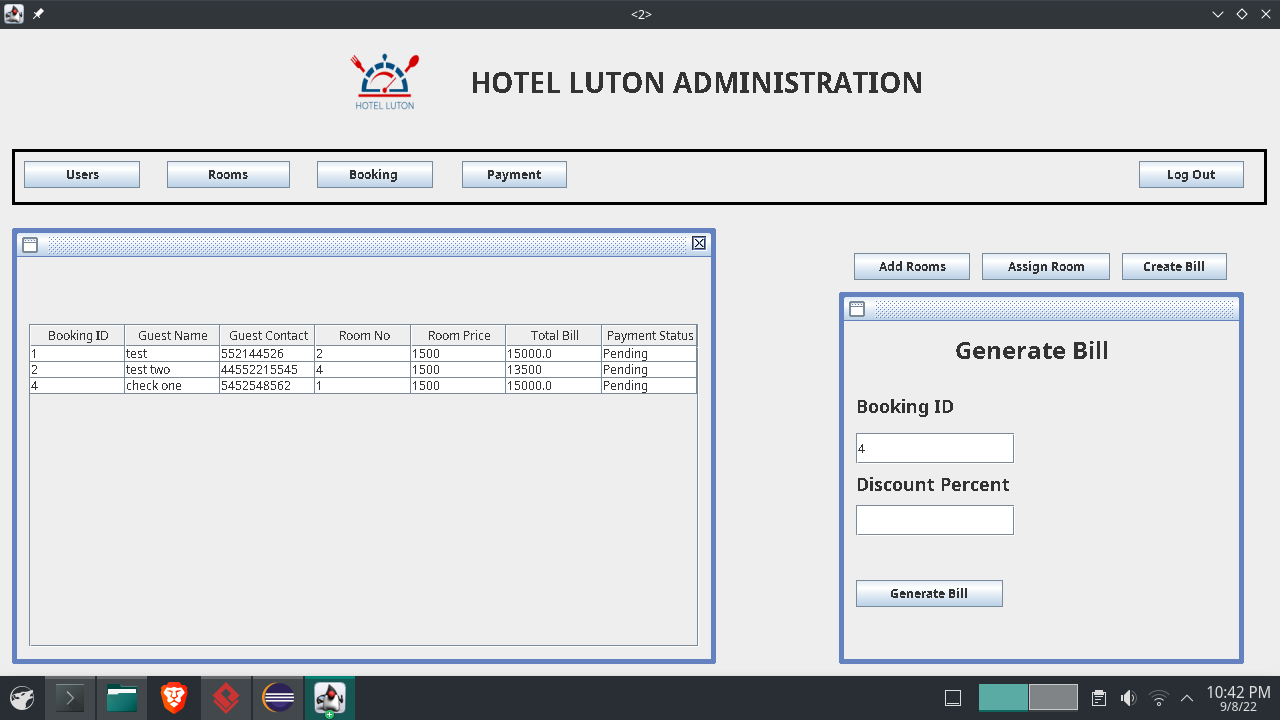 <2>
HOTEL LUTON
HOTEL LUTON ADMINISTRATION
Users Rooms Booking Payment Log Out
Add Rooms Assign Room Create Bill
Booking ID Guest Name Guest Contact Room No Room Price Total Bill Payment Status
1 test 552144526 2 1500 15000.0 Pending
2 test two 44552215545 4 1500 13500 Pending
4 check one 5452548562 1 1500 15000.0 Pending
Generate Bill
Booking ID
4
Discount Percent
Generate Bill
10:42 PM
9/8/22